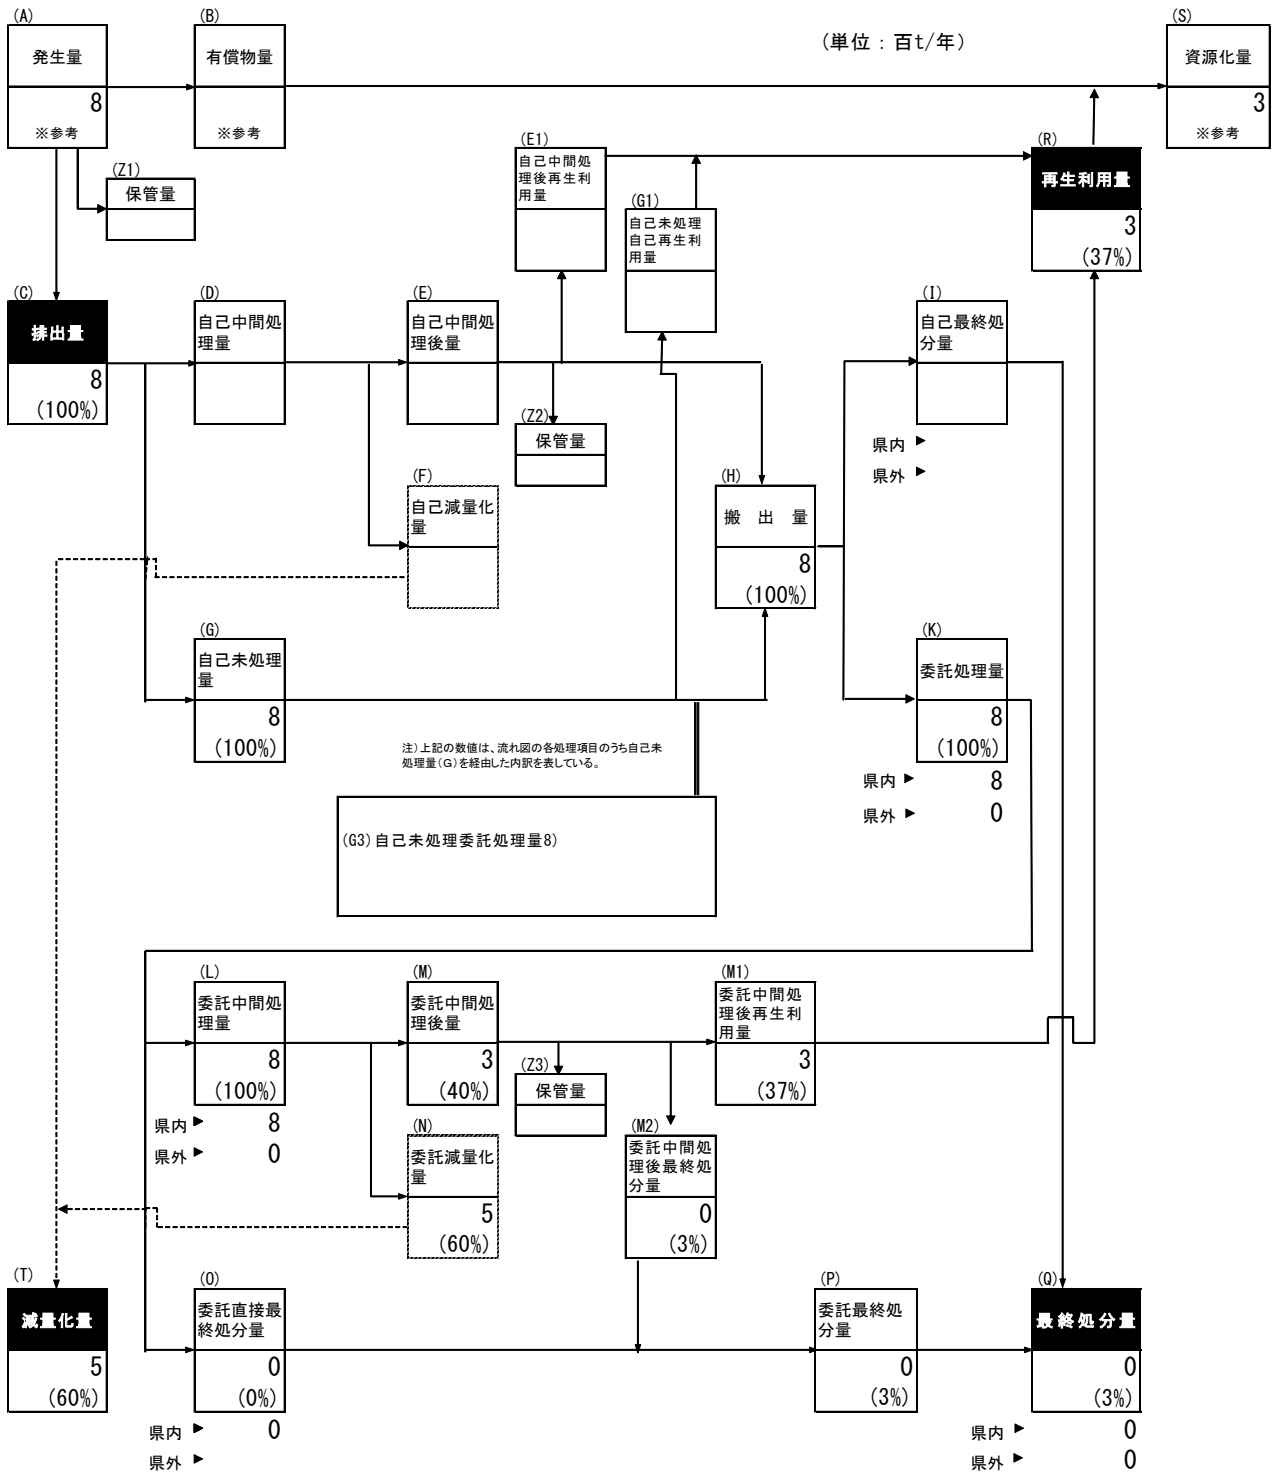 (A)
発生量
8
※参考
(B)
有償物量
※参考
(単位：百t/年)
(S)
資源化量
3
※参考
(Z1)
保管量
(E1)
自己中間処
理後再生利
用量
(G1)
自己未処理
自己再生利
用量
(R)
再生利用量
3
(37%)
(C)
排出量
8
(100%)
(D)
自己中間処
理量
(E)
自己中間処
理後量
(Z2)
保管量
(I)
自己最終処
分量
県内 ▶
県外 ▶
(F)
自己減量化
量
(H)
搬　出　量
8
(100%)
(G)
自己未処理
量
8
(100%)
(K)
委託処理量
8
(100%)
県内 ▶ 8
県外 ▶ 0
注)上記の数値は、流れ図の各処理項目のうち自己未
処理量(G)を経由した内訳を表している。
(G3)自己未処理委託処理量8)
(L)
委託中間処
理量
8
(100%)
県内 ▶ 8
県外 ▶ 0
(M)
委託中間処
理後量
3
(40%)
(Z3)
保管量
(M1)
委託中間処
理後再生利
用量
3
(37%)
(N)
委託減量化
量
5
(60%)
(M2)
委託中間処
理後最終処
分量
0
(3%)
(T)
減量化量
5
(60%)
(O)
委託直接最
終処分量
0
(0%)
県内 ▶ 0
県外 ▶
(P)
委託最終処
分量
0
(3%)
(Q)
最終処分量
0
(3%)
県内 ▶ 0
県外 ▶ 0